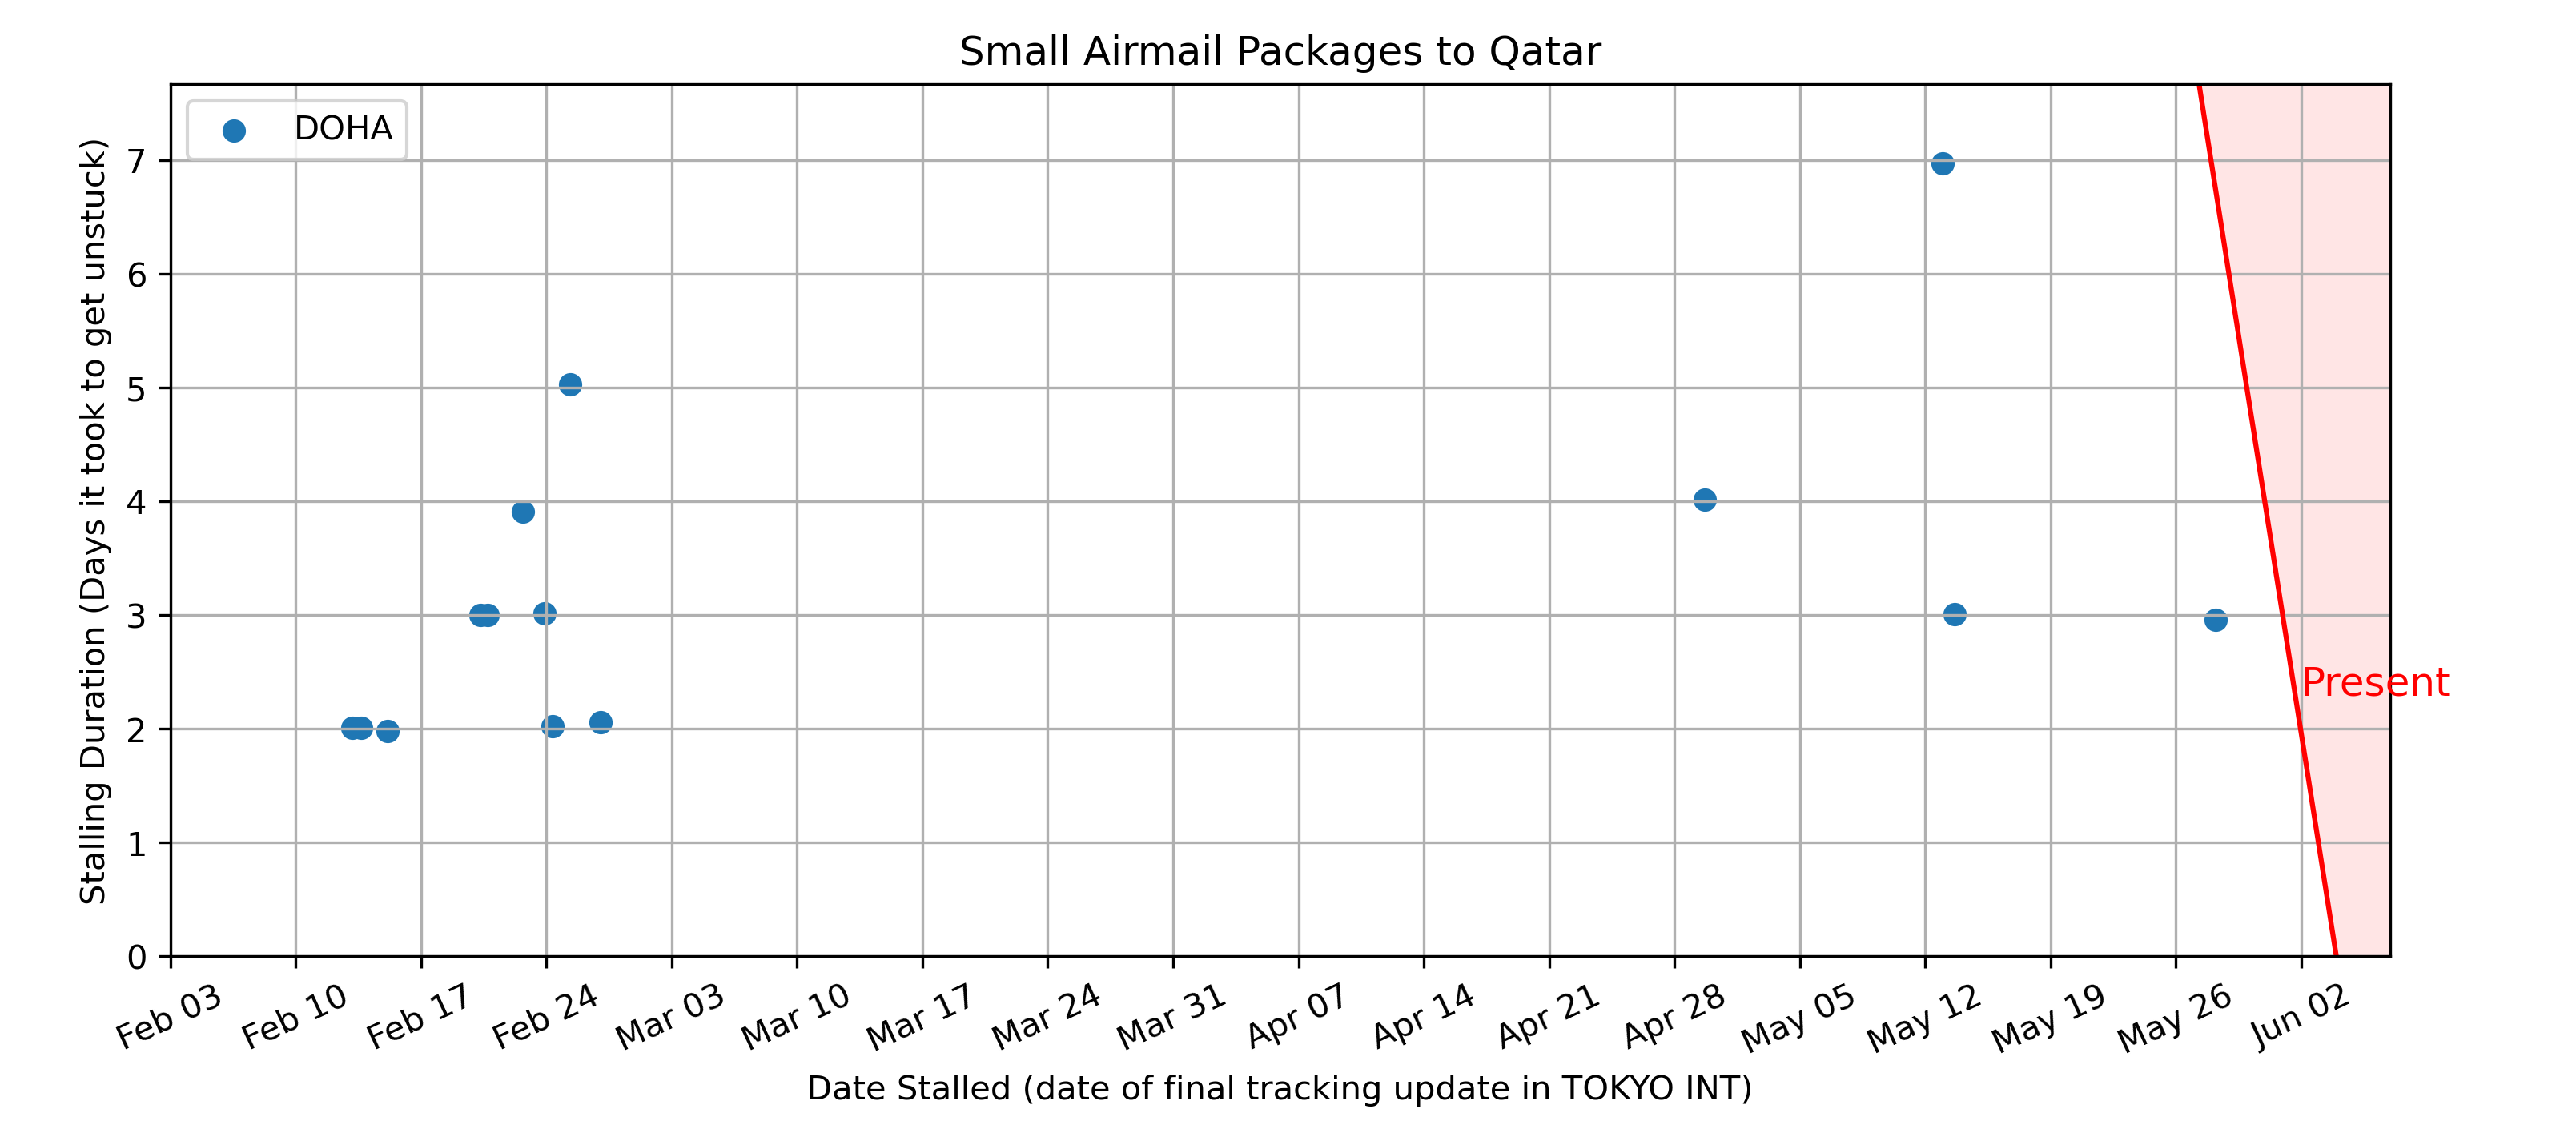 Small Airmail Packages to Qatar
DOHA
Stalling Duration (Days it took to get unstuck)
7
6
5
4
3
2
1
0
Present
Feb 03 Feb 10 Feb 17 Feb 24 Mar 03 Mar 10 Mar 17 Mar 24 Mar 31 Apr 07 Apr 14 Apr 21 Apr 28 May 05 May 12 May 19 May 26 Jun 02
Date Stalled (date of final tracking update in TOKYO INT)